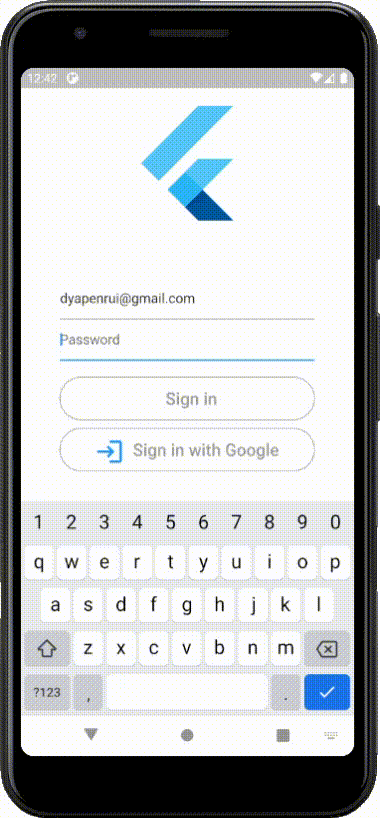 12:42
dyapenrui@gmail.com
Password
Sign in
Sign in with Google
1 2 3 4 5 6 7 8 9 0
q w e r t y u i o p
a s d f g h j k l
z x c v b n m
?123 , .